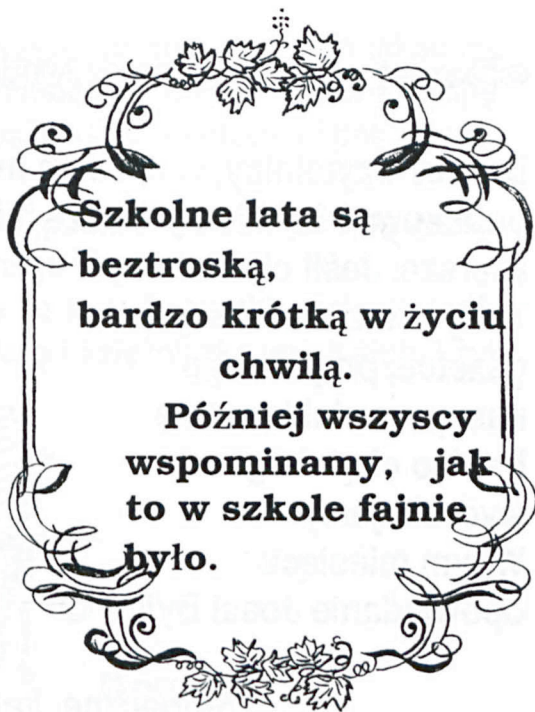 Szkolne lata są
beztroską,
bardzo krótką w życiu
chwilą.
Później wszyscy
wspominamy, jak
to w szkole fajnie
było.